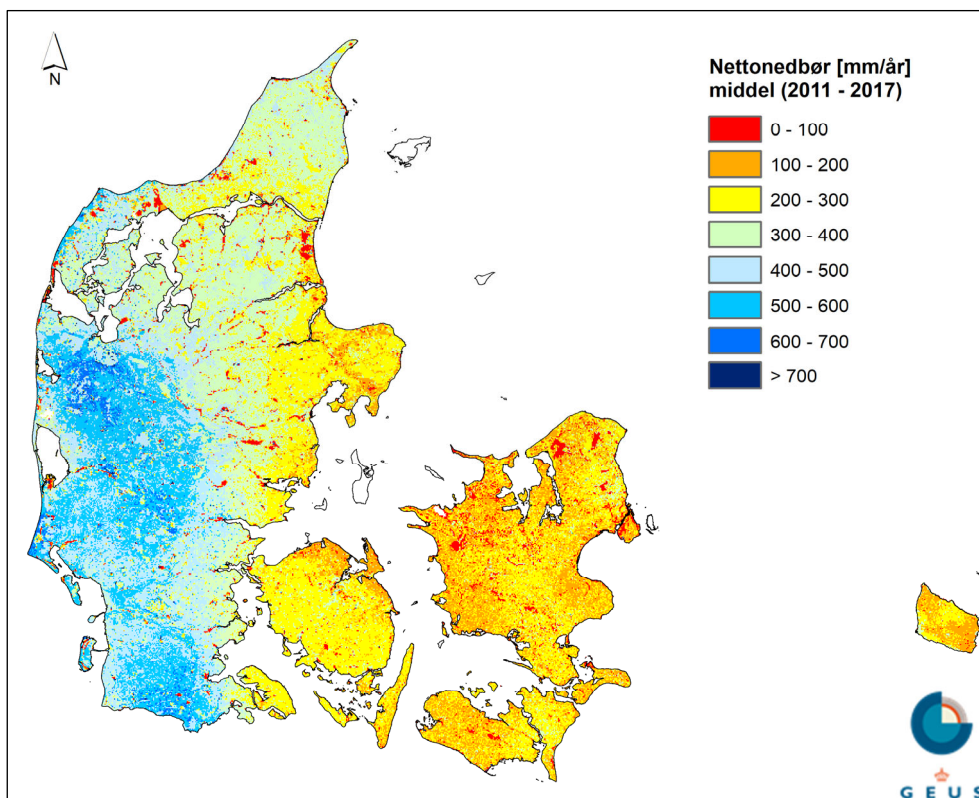 N
Nettonedbør [mm/år]
middel (2011 - 2017)
0 - 100
100 - 200
200 - 300
300 - 400
400 - 500
500 - 600
600 - 700
> 700
G E U S